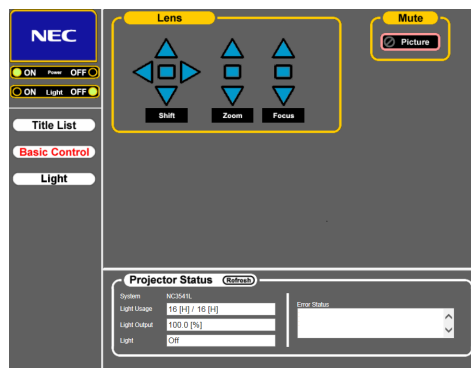 NEC
ON Power OFF
ON Light OFF
Title List
Basic Control
Light
Lens
Shift
Zoom
Focus
Mute
Picture
Projector Status (Refresh)
System NC3541L
Light Usage 16 [H] / 16 [H]
Light Output 100.0 [%]
Light Off
Error Status